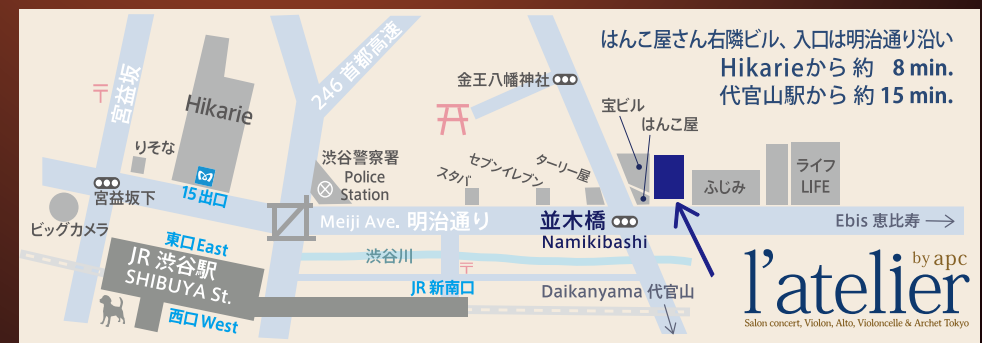 はんこ屋さん右隣ビル、入口は明治通り沿い
Hikarieから 約 8 min.
代官山駅から 約 15 min.
宮益坂
Hikarie
246 首都高速
金王八幡神社
宝ビル
はんこ屋
りそな
渋谷警察署
Police
Station
スタバ
セブンイレブン
ターリー屋
ふじみ
ライフ
LIFE
宮益坂下
15 出口
ビッグカメラ
Meiji Ave. 明治通り
並木橋
Namikibashi
Ebis 恵比寿
東口 East
JR 渋谷駅
SHIBUYA St.
西口 West
渋谷川
JR 新南口
Daikanyama 代官山
by apc
l'atelier
Salon concert, Violon, Alto, Violoncelle & Archet Tokyo